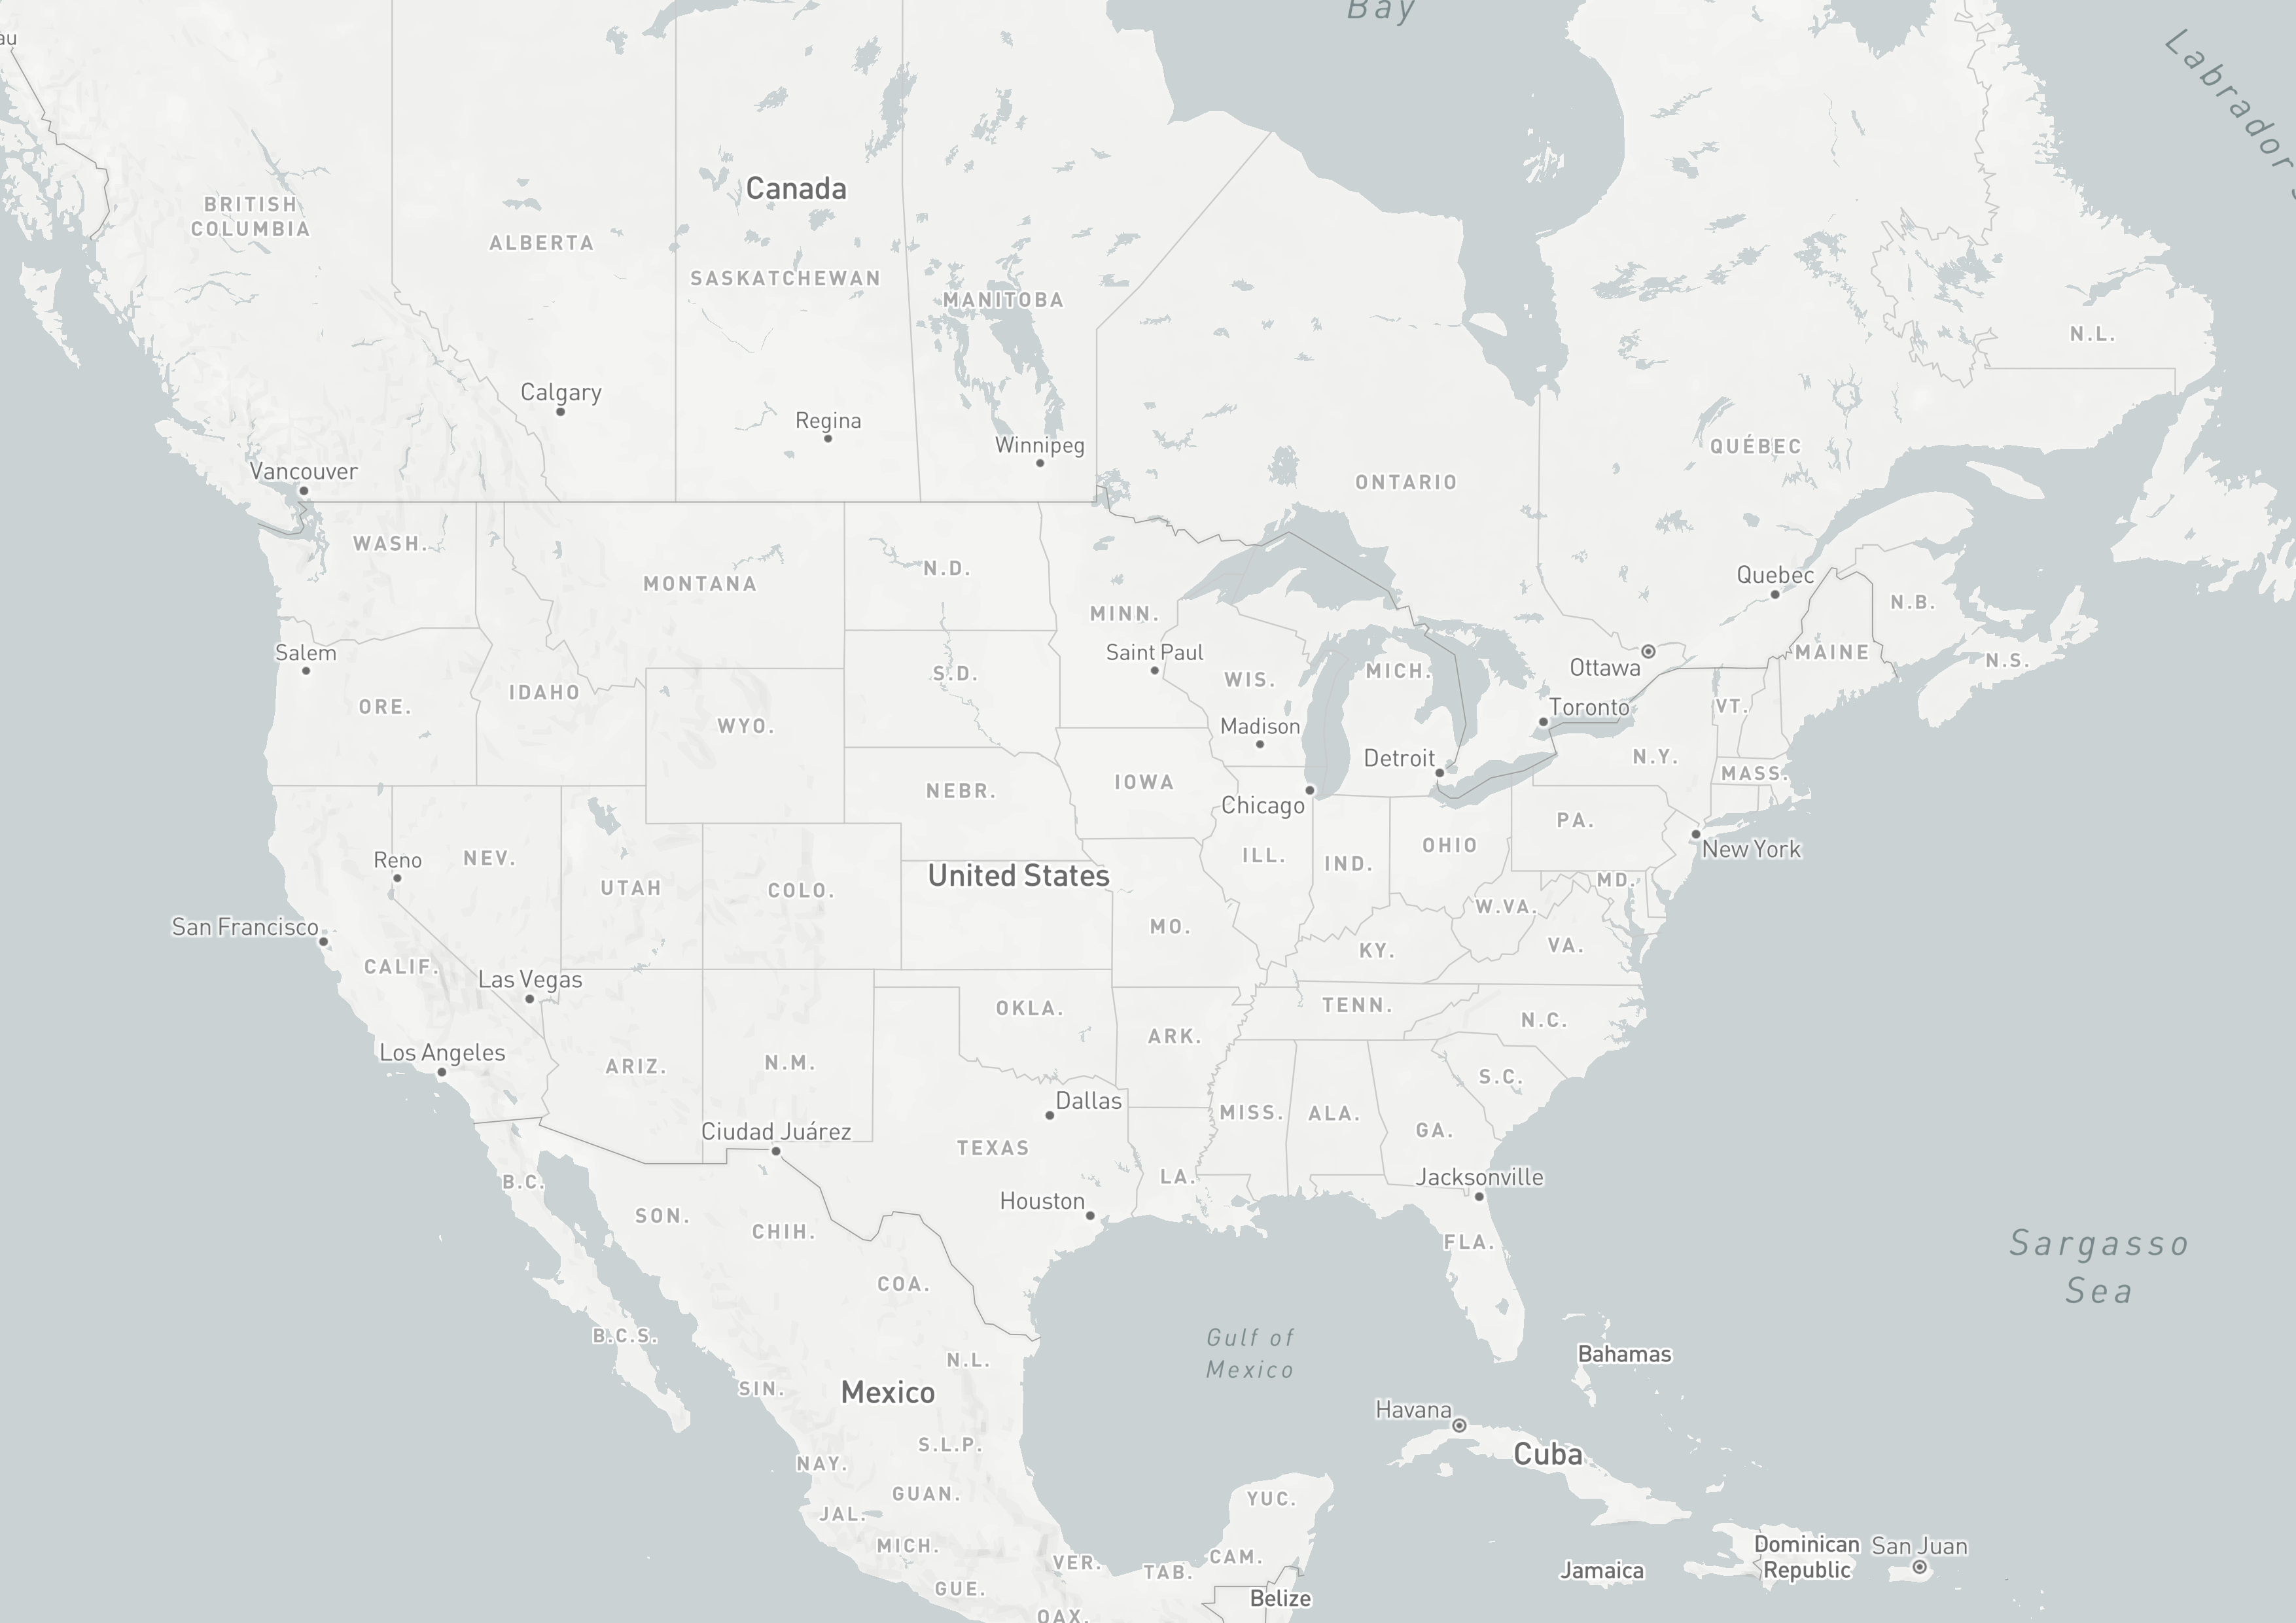 Bay
au
Labrador
Canada
BRITISH
COLUMBIA
ALBERTA
SASKATCHEWAN
MANITOBA
N.L.
Calgary
Regina
Winnipeg
QUÉBEC
Vancouver
ONTARIO
WASH.
MONTANA
N.D.
Quebec
N.B.
MINN.
Salem
Saint Paul
MAINE
N.S.
Ottawa
IDAHO
S.D.
WIS.
MICH.
ORE.
WYO.
Toronto
VT.
Madison
Detroit
N.Y.
MASS.
NEBR.
IOWA
Chicago
PA.
New York
Reno
NEV.
OHIO
ILL.
IND.
United States
UTAH
COLO.
MD.
W.VA.
San Francisco
MO.
KY.
VA.
CALIF.
Las Vegas
OKLA.
TENN.
N.C.
ARK.
Los Angeles
ARIZ.
N.M.
S.C.
Dallas
MISS.
ALA.
GA.
Ciudad Juárez
TEXAS
LA.
Jacksonville
B.C.
Houston
SON.
CHIH.
FLA.
Sargasso
Sea
COA.
B.C.S.
Gulf of
Mexico
Bahamas
N.L.
SIN.
Mexico
Havana
Cuba
S.L.P.
NAY.
GUAN.
YUC.
JAL.
MICH.
VER.
CAM.
TAB.
Dominican
Republic
San Juan
Jamaica
GUE.
Belize
OAX.